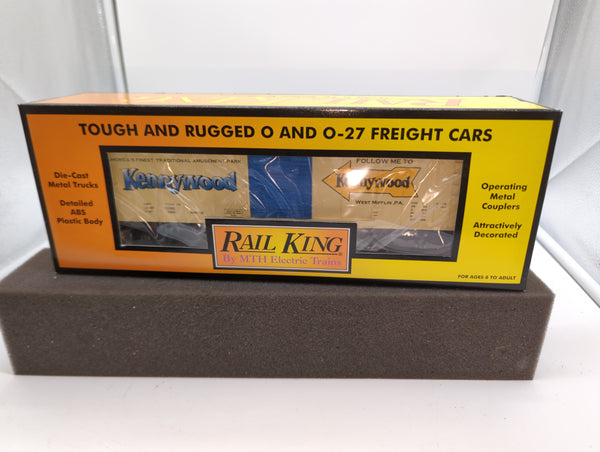 TOUGH AND RUGGED O AND O-27 FREIGHT CARS
Die-Cast
Metal Trucks
Detailed
ABS
Plastic Body
AMERICA'S FINEST TRADITIONAL AMUSEMENT PARK
Kennywood
FOLLOW ME TO
Kennywood
WEST MIFFLIN, PA.
Operating
Metal
Couplers
Attractively
Decorated
RAIL KING®
By MTH Electric Trains
FOR AGES 8 TO ADULT